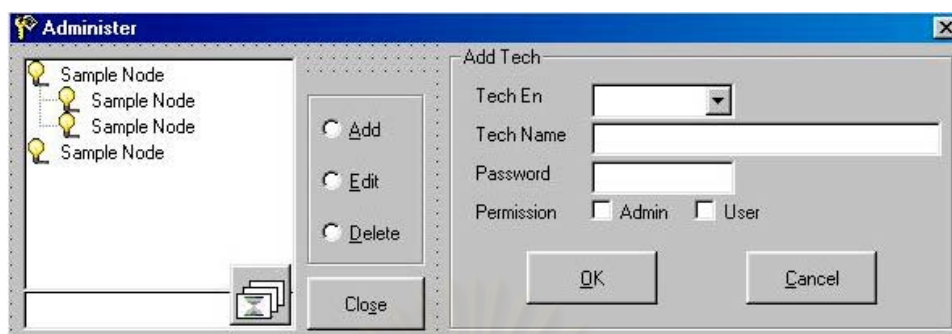 Administer
Sample Node
Sample Node
Sample Node
Sample Node
Add
Edit
Delete
Close
Add Tech
Tech En
Tech Name
Password
Permission Admin User
OK Cancel